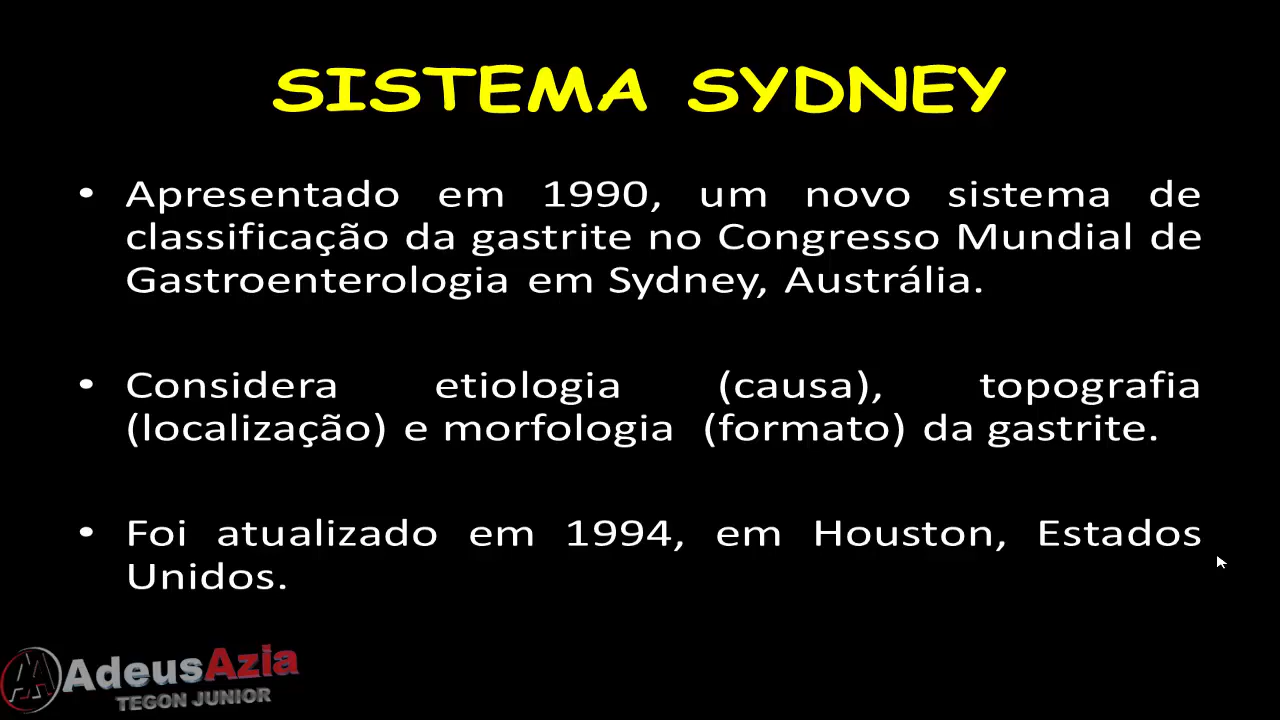 SISTEMA SYDNEY
• Apresentado em 1990, um novo sistema de
classificação da gastrite no Congresso Mundial de
Gastroenterologia em Sydney, Austrália.
• Considera etiologia (causa), topografia
(localização) e morfologia (formato) da gastrite.
• Foi atualizado em 1994, em Houston, Estados
Unidos.
AdeusAzia
TEGON JUNIOR